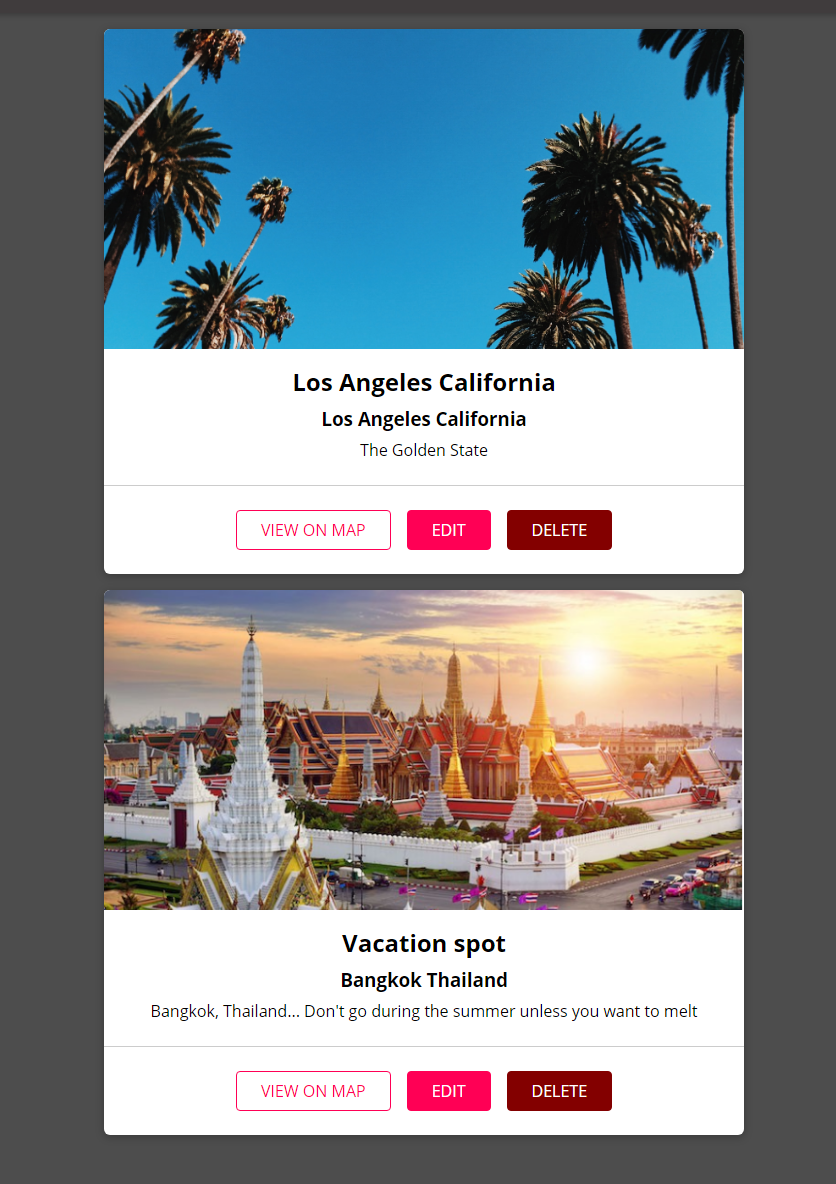 Los Angeles California
Los Angeles California
The Golden State
VIEW ON MAP EDIT DELETE
Vacation spot
Bangkok Thailand
Bangkok, Thailand... Don't go during the summer unless you want to melt
VIEW ON MAP EDIT DELETE